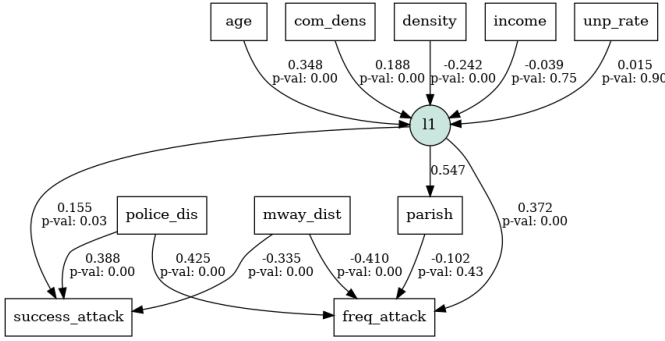 age
com_dens
density
income
unp_rate
0.348
p-val: 0.00
0.188
p-val: 0.00
-0.242
p-val: 0.00
-0.039
p-val: 0.75
0.015
p-val: 0.90
l1
0.547
0.155
p-val: 0.03
0.372
p-val: 0.00
police_dis
mway_dist
parish
0.388
p-val: 0.00
0.425
p-val: 0.00
-0.335
p-val: 0.00
-0.410
p-val: 0.00
-0.102
p-val: 0.43
success_attack
freq_attack